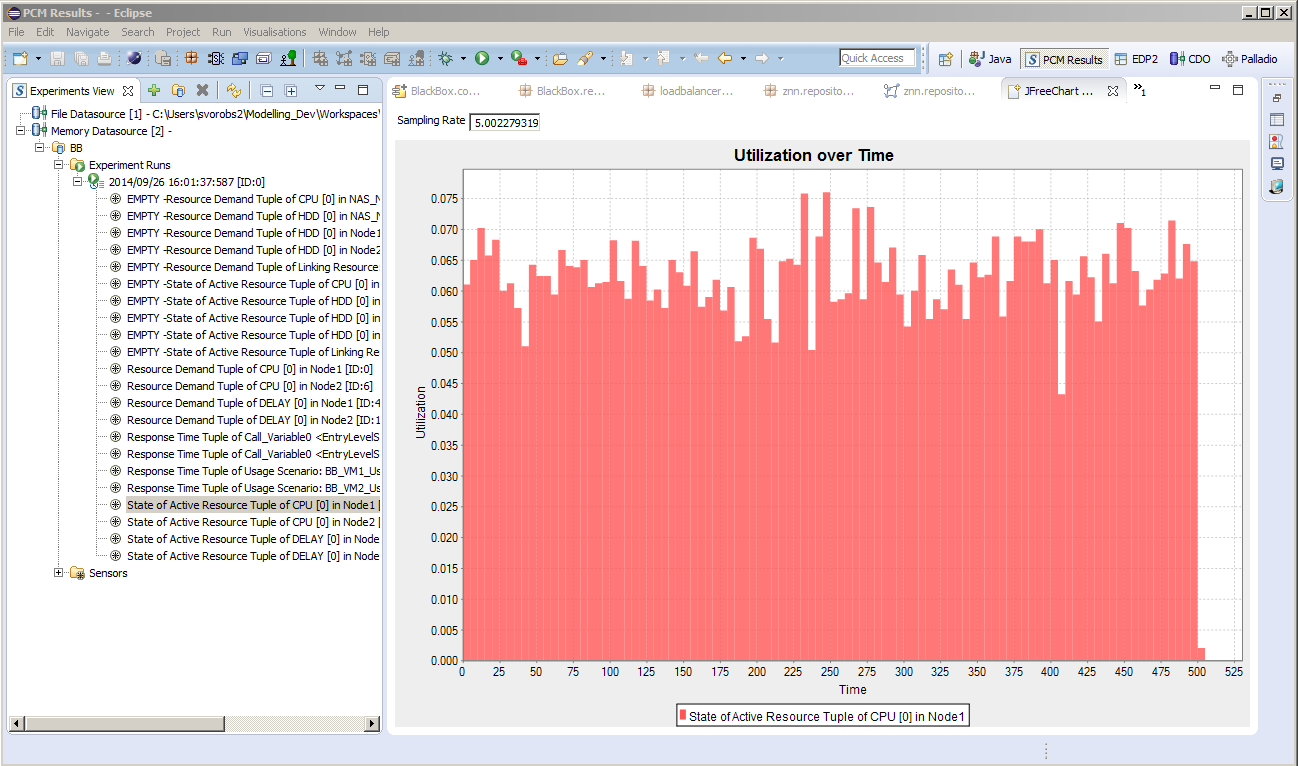 PCM Results - - Eclipse
File Edit Navigate Search Project Run Visualisations Window Help
Quick Access
Java
PCM Results
EDP2
CDO
Palladio
Experiments View
File Datasource [1] - C:\Users\svorobs2\Modelling_Dev\Workspaces\
Memory Datasource [2] -
BB
Experiment Runs
2014/09/26 16:01:37:587 [ID:0]
EMPTY -Resource Demand Tuple of CPU [0] in NAS_N
EMPTY -Resource Demand Tuple of HDD [0] in NAS_N
EMPTY -Resource Demand Tuple of HDD [0] in Node1
EMPTY -Resource Demand Tuple of HDD [0] in Node2
EMPTY -Resource Demand Tuple of Linking Resource
EMPTY -State of Active Resource Tuple of CPU [0] in
EMPTY -State of Active Resource Tuple of HDD [0] in
EMPTY -State of Active Resource Tuple of HDD [0] in
EMPTY -State of Active Resource Tuple of HDD [0] in
EMPTY -State of Active Resource Tuple of Linking Re
Resource Demand Tuple of CPU [0] in Node1 [ID:0]
Resource Demand Tuple of CPU [0] in Node2 [ID:6]
Resource Demand Tuple of DELAY [0] in Node1 [ID:4
Resource Demand Tuple of DELAY [0] in Node2 [ID:1
Response Time Tuple of Call_Variable0 <EntryLevelS
Response Time Tuple of Call_Variable0 <EntryLevelS
Response Time Tuple of Usage Scenario: BB_VM1_Us
Response Time Tuple of Usage Scenario: BB_VM2_Us
State of Active Resource Tuple of CPU [0] in Node1 [
State of Active Resource Tuple of CPU [0] in Node2 [
State of Active Resource Tuple of DELAY [0] in Node
State of Active Resource Tuple of DELAY [0] in Node
Sensors
BlackBox.co... BlackBox.re... loadbalancer... znn.reposito... znn.reposito... JFreeChart ... »1
Sampling Rate 5.002279319
Utilization over Time
Utilization
0.075
0.070
0.065
0.060
0.055
0.050
0.045
0.040
0.035
0.030
0.025
0.020
0.015
0.010
0.005
0.000
0 25 50 75 100 125 150 175 200 225 250 275 300 325 350 375 400 425 450 475 500 525
Time
State of Active Resource Tuple of CPU [0] in Node1